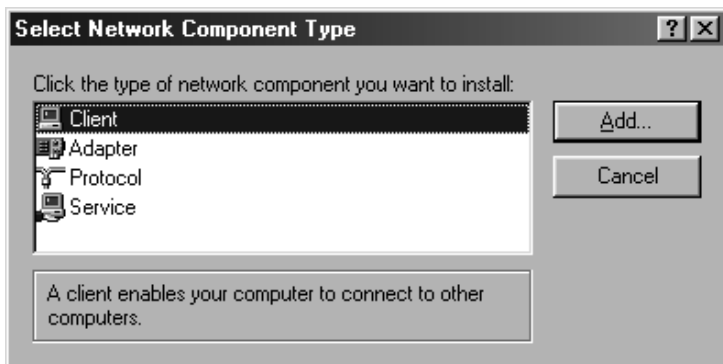 Select Network Component Type
Click the type of network component you want to install:
Client
Adapter
Protocol
Service
Add...
Cancel
A client enables your computer to connect to other
computers.